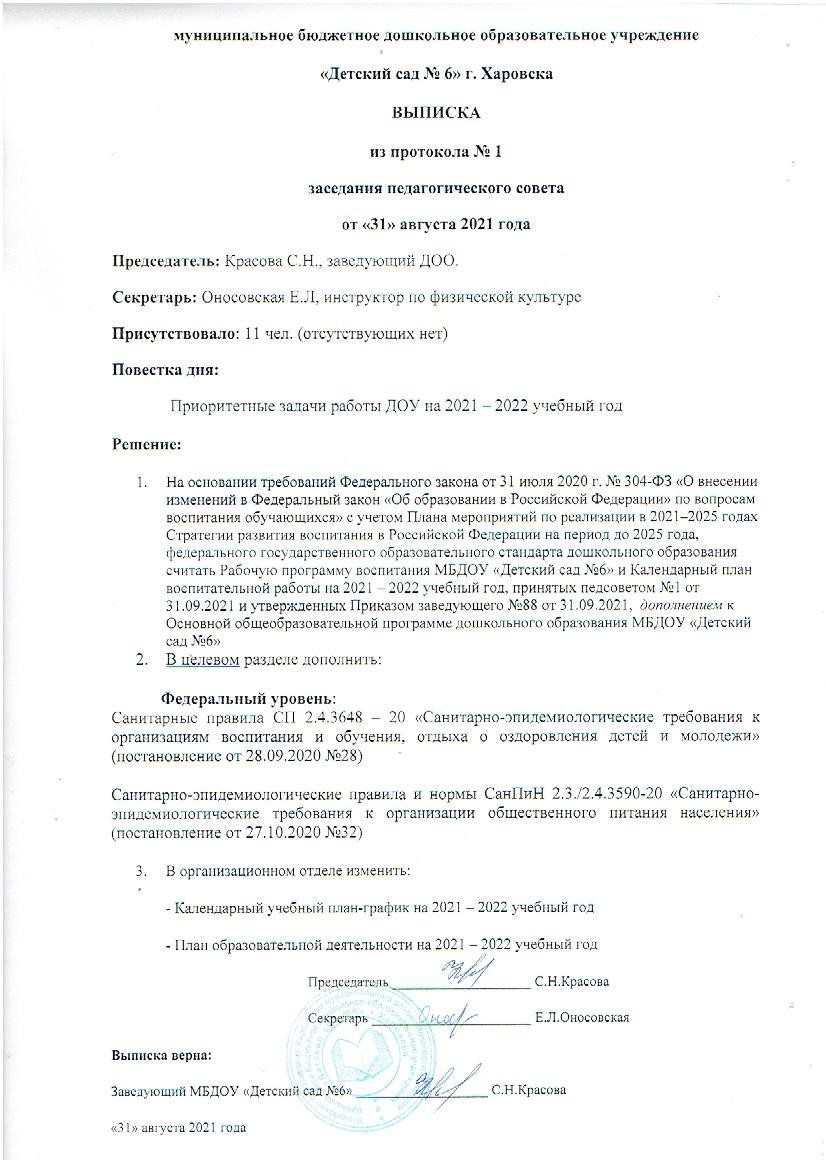 муниципальное бюджетное дошкольное образовательное учреждение
«Детский сад № 6» г. Харовска
ВЫПИСКА
из протокола № 1
заседания педагогического совета
от «31» августа 2021 года
Председатель: Красова С.Н., заведующий ДОО.
Секретарь: Оносовская Е.Л, инструктор по физической культуре
Присутствовало: 11 чел. (отсутствующих нет)
Повестка дня:
Приоритетные задачи работы ДОУ на 2021 – 2022 учебный год
Решение:
1. На основании требований Федерального закона от 31 июля 2020 г. № 304-ФЗ «О внесении
изменений в Федеральный закон «Об образовании в Российской Федерации» по вопросам
воспитания обучающихся» с учетом Плана мероприятий по реализации в 2021–2025 годах
Стратегии развития воспитания в Российской Федерации на период до 2025 года,
федерального государственного образовательного стандарта дошкольного образования
считать Рабочую программу воспитания МБДОУ «Детский сад №6» и Календарный план
воспитательной работы на 2021 – 2022 учебный год, принятых педсоветом №1 от
31.09.2021 и утвержденных Приказом заведующего №88 от 31.09.2021, дополнением к
Основной общеобразовательной программе дошкольного образования МБДОУ «Детский
сад №6»
2. В целевом разделе дополнить:
Федеральный уровень:
Санитарные правила СП 2.4.3648 – 20 «Санитарно-эпидемиологические требования к
организациям воспитания и обучения, отдыха о оздоровления детей и молодежи»
(постановление от 28.09.2020 №28)
Санитарно-эпидемиологические правила и нормы СанПиН 2.3./2.4.3590-20 «Санитарно-
эпидемиологические требования к организации общественного питания населения»
(постановление от 27.10.2020 №32)
3. В организационном отделе изменить:
- Календарный учебный план-график на 2021 – 2022 учебный год
- План образовательной деятельности на 2021 – 2022 учебный год
Председатель____________________ С.Н.Красова
Секретарь ______________________ Е.Л.Оносовская
Выписка верна:
Заведующий МБДОУ «Детский сад №6»___________________ С.Н.Красова
«31» августа 2021 года